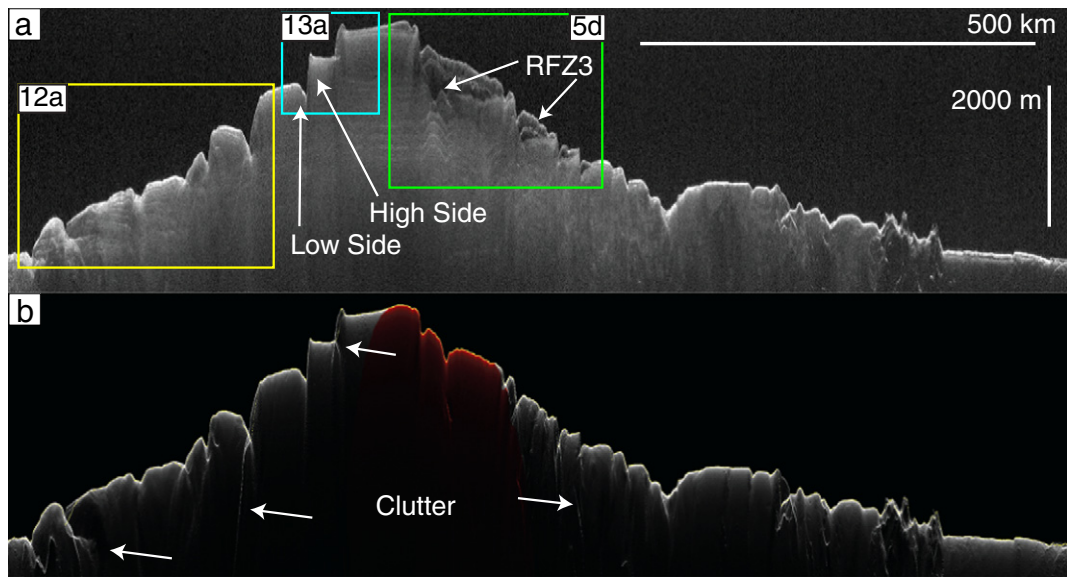 a
13a
5d
500 km
RFZ3
12a
2000 m
High Side
Low Side
b
Clutter